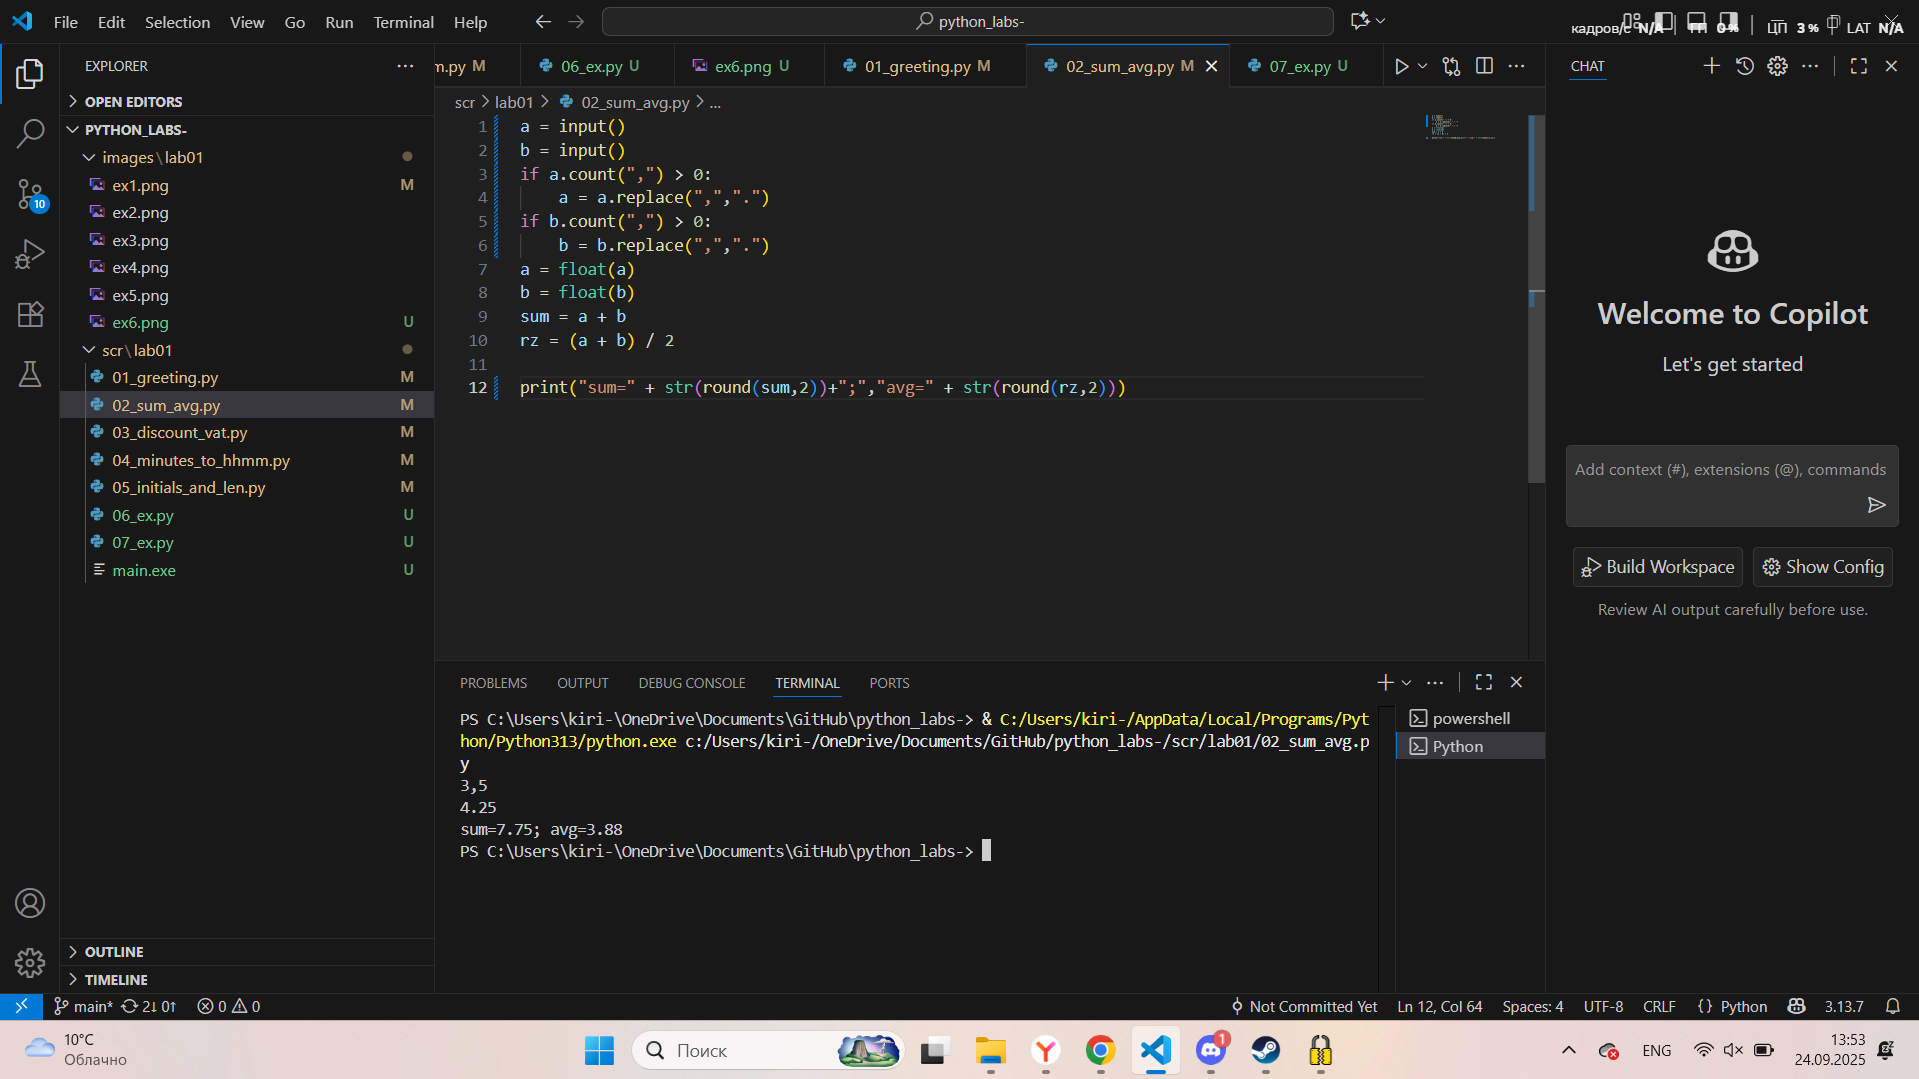 File Edit Selection View Go Run Terminal Help
python_labs-
кадров/с N/A ГП 0% ЦП 3% LAT N/A
EXPLORER
OPEN EDITORS
PYTHON_LABS-
images\lab01
ex1.png M
ex2.png
ex3.png
ex4.png
ex5.png
ex6.png U
scr\lab01
01_greeting.py M
02_sum_avg.py M
03_discount_vat.py M
04_minutes_to_hhmm.py M
05_initials_and_len.py M
06_ex.py U
07_ex.py U
main.exe U
OUTLINE
TIMELINE
10
m.py M 06_ex.py U ex6.png U 01_greeting.py M 02_sum_avg.py M 07_ex.py U
scr > lab01 > 02_sum_avg.py > ...
1 a = input()
2 b = input()
3 if a.count(",") > 0:
4 a = a.replace(",",".")
5 if b.count(",") > 0:
6 b = b.replace(",",".")
7 a = float(a)
8 b = float(b)
9 sum = a + b
10 rz = (a + b) / 2
11
12 print("sum=" + str(round(sum,2))+";","avg=" + str(round(rz,2)))
PROBLEMS OUTPUT DEBUG CONSOLE TERMINAL PORTS
PS C:\Users\kiri-\OneDrive\Documents\GitHub\python_labs-> & C:/Users/kiri-/AppData/Local/Programs/Pyt
hon/Python313/python.exe c:/Users/kiri-/OneDrive/Documents/GitHub/python_labs-/scr/lab01/02_sum_avg.p
y
3,5
4.25
sum=7.75; avg=3.88
PS C:\Users\kiri-\OneDrive\Documents\GitHub\python_labs->
powershell
Python
CHAT
Welcome to Copilot
Let's get started
Add context (#), extensions (@), commands
Build Workspace Show Config
Review AI output carefully before use.
main* 2↓ 0↑ 0 0 Not Committed Yet Ln 12, Col 64 Spaces: 4 UTF-8 CRLF {} Python 3.13.7
10°C
Облачно
Поиск
1
ENG
13:53
24.09.2025